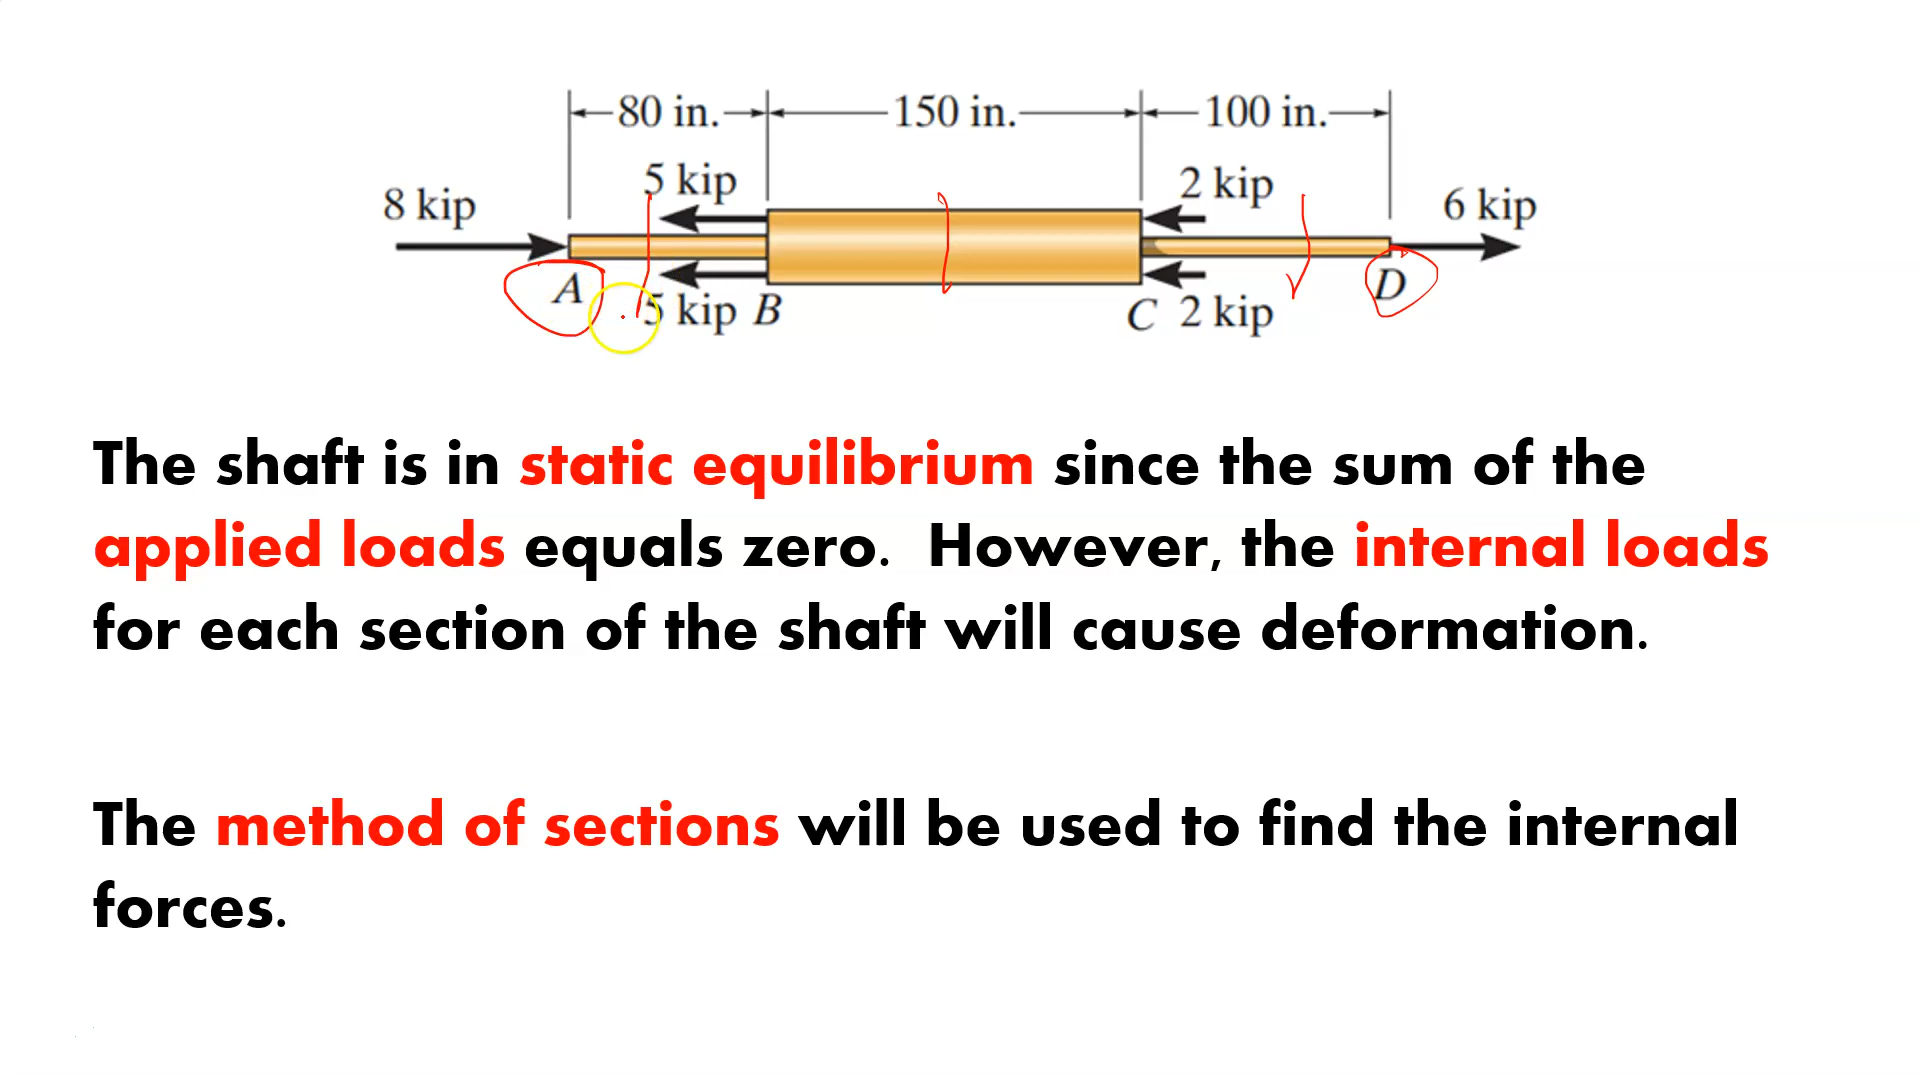 80 in. 150 in. 100 in.
5 kip 2 kip
8 kip 6 kip
A D
5 kip B C 2 kip
The shaft is in static equilibrium since the sum of the
applied loads equals zero. However, the internal loads
for each section of the shaft will cause deformation.
The method of sections will be used to find the internal
forces.